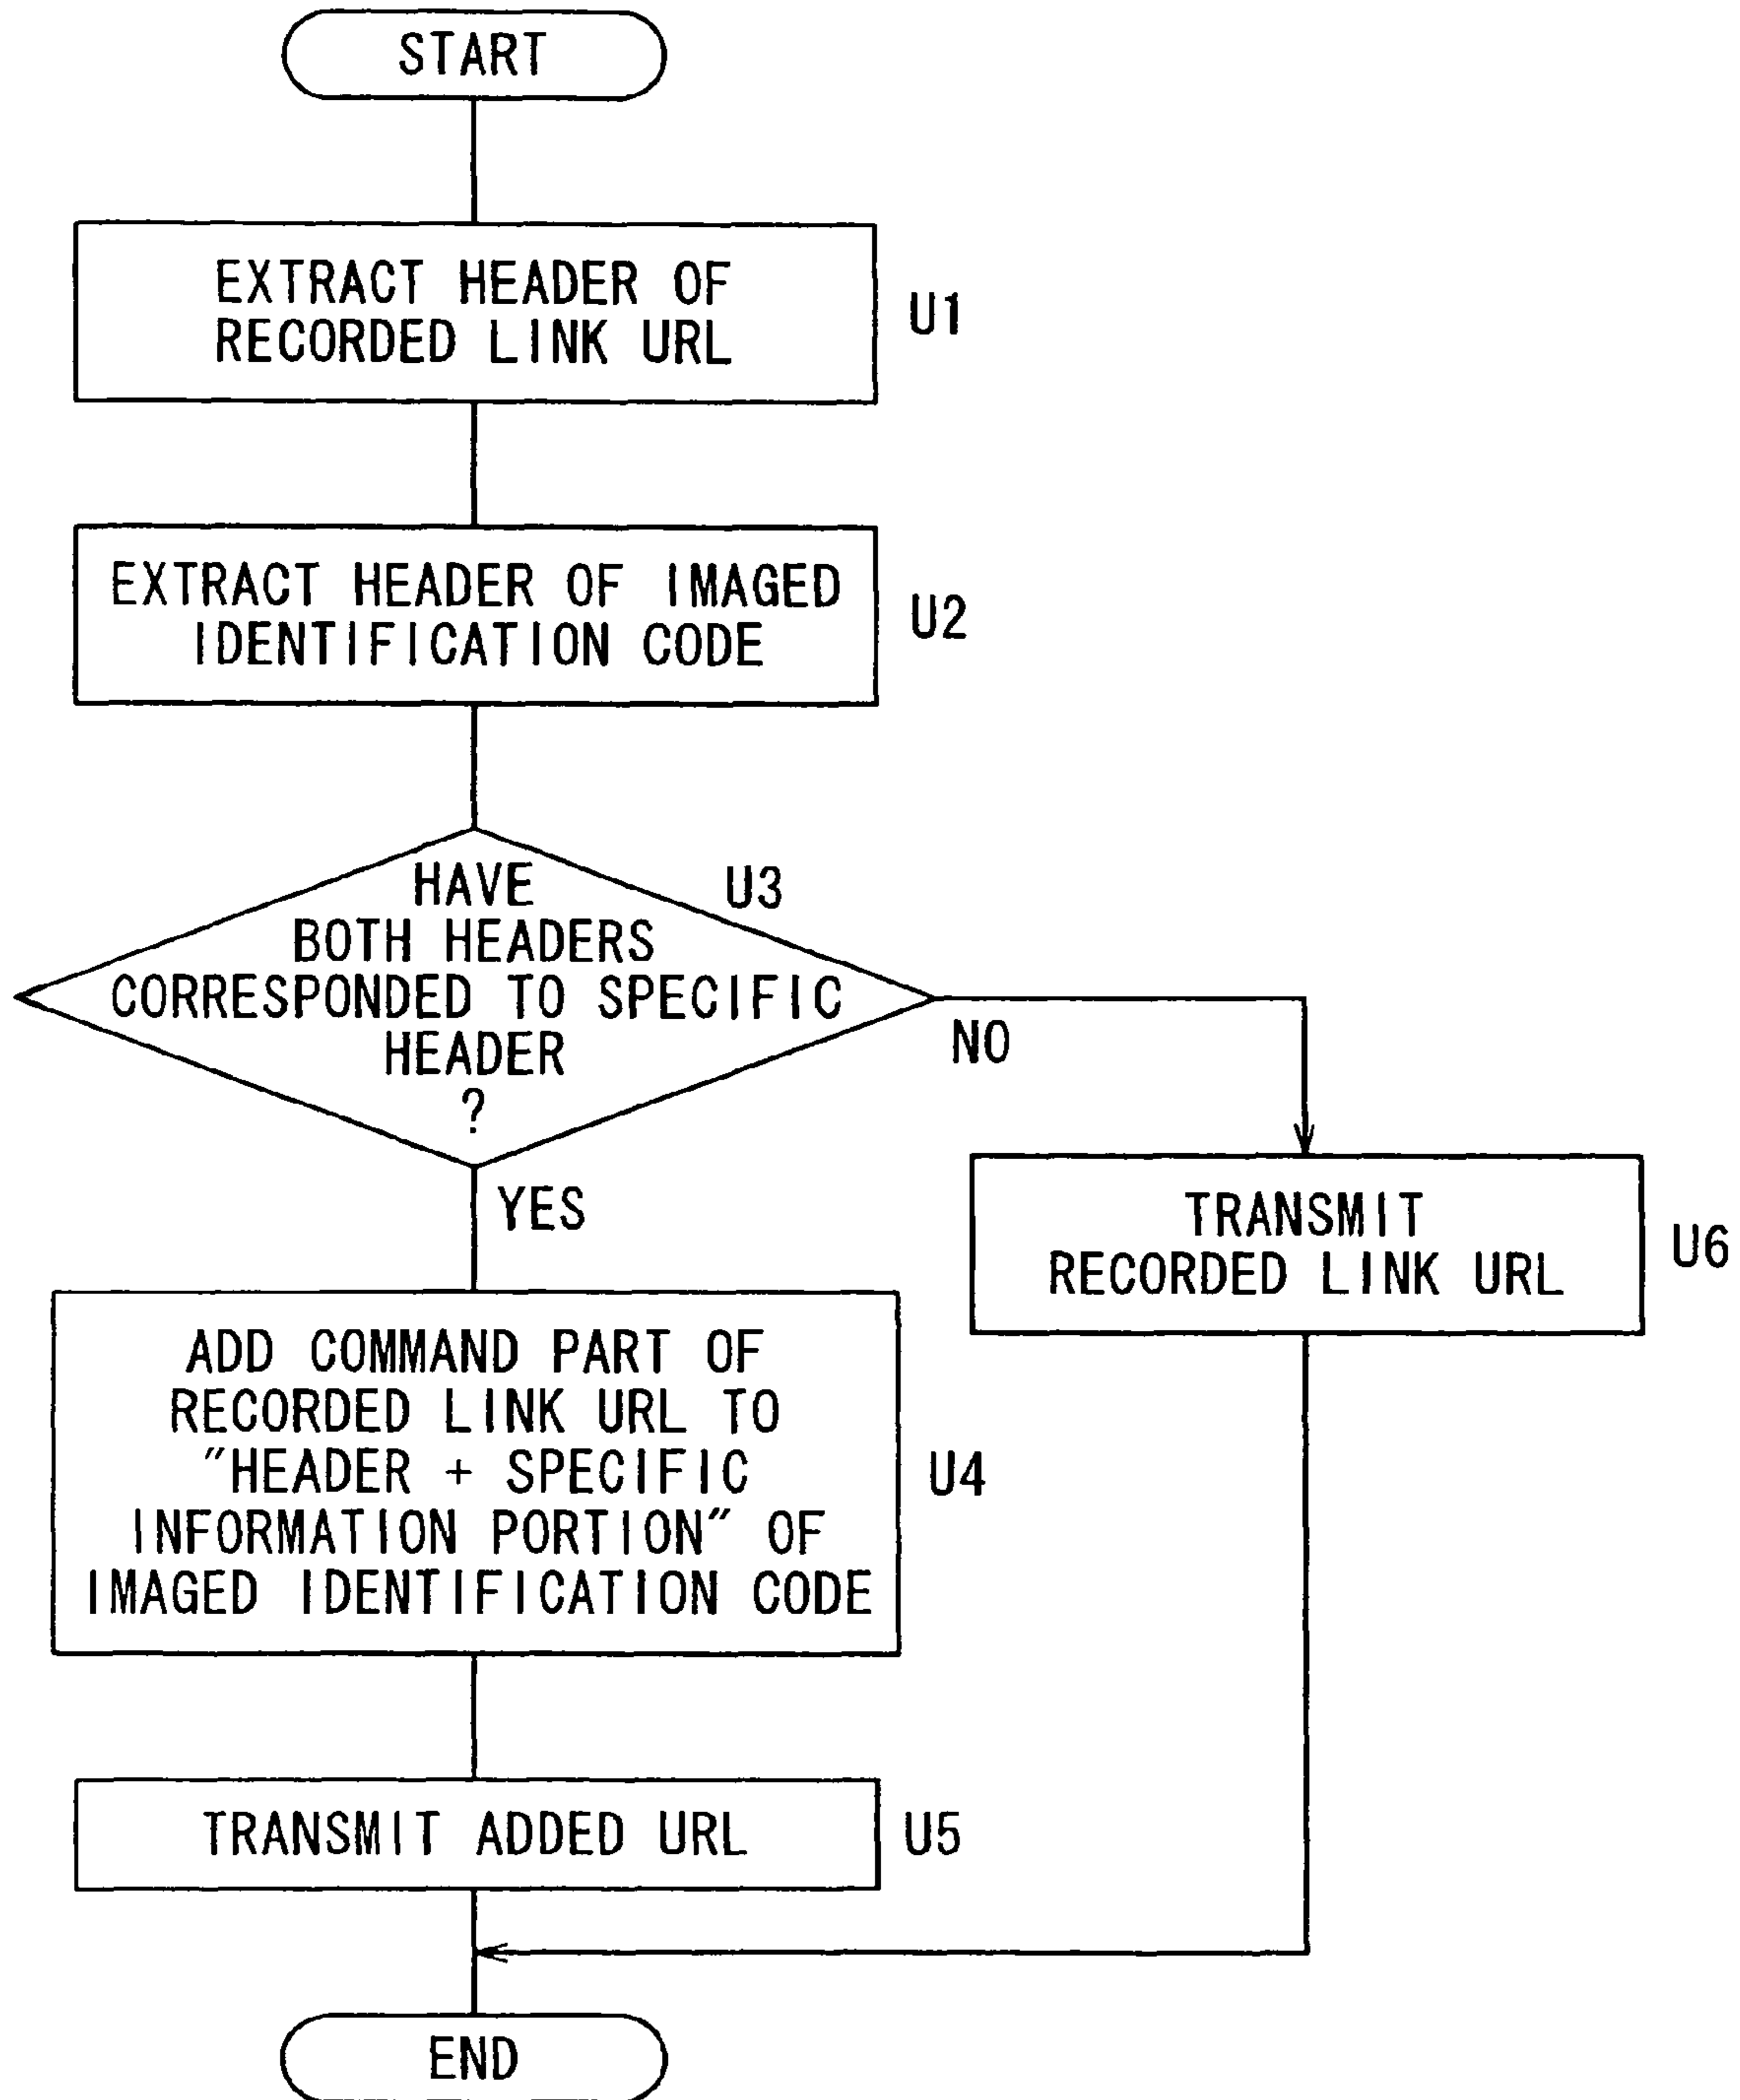 START
EXTRACT HEADER OF
RECORDED LINK URL
U1
EXTRACT HEADER OF IMAGED
IDENTIFICATION CODE
U2
HAVE
BOTH HEADERS
CORRESPONDED TO SPECIFIC
HEADER
?
U3
NO
YES
TRANSMIT
RECORDED LINK URL
U6
ADD COMMAND PART OF
RECORDED LINK URL TO
"HEADER + SPECIFIC
INFORMATION PORTION" OF
IMAGED IDENTIFICATION CODE
U4
TRANSMIT ADDED URL
U5
END